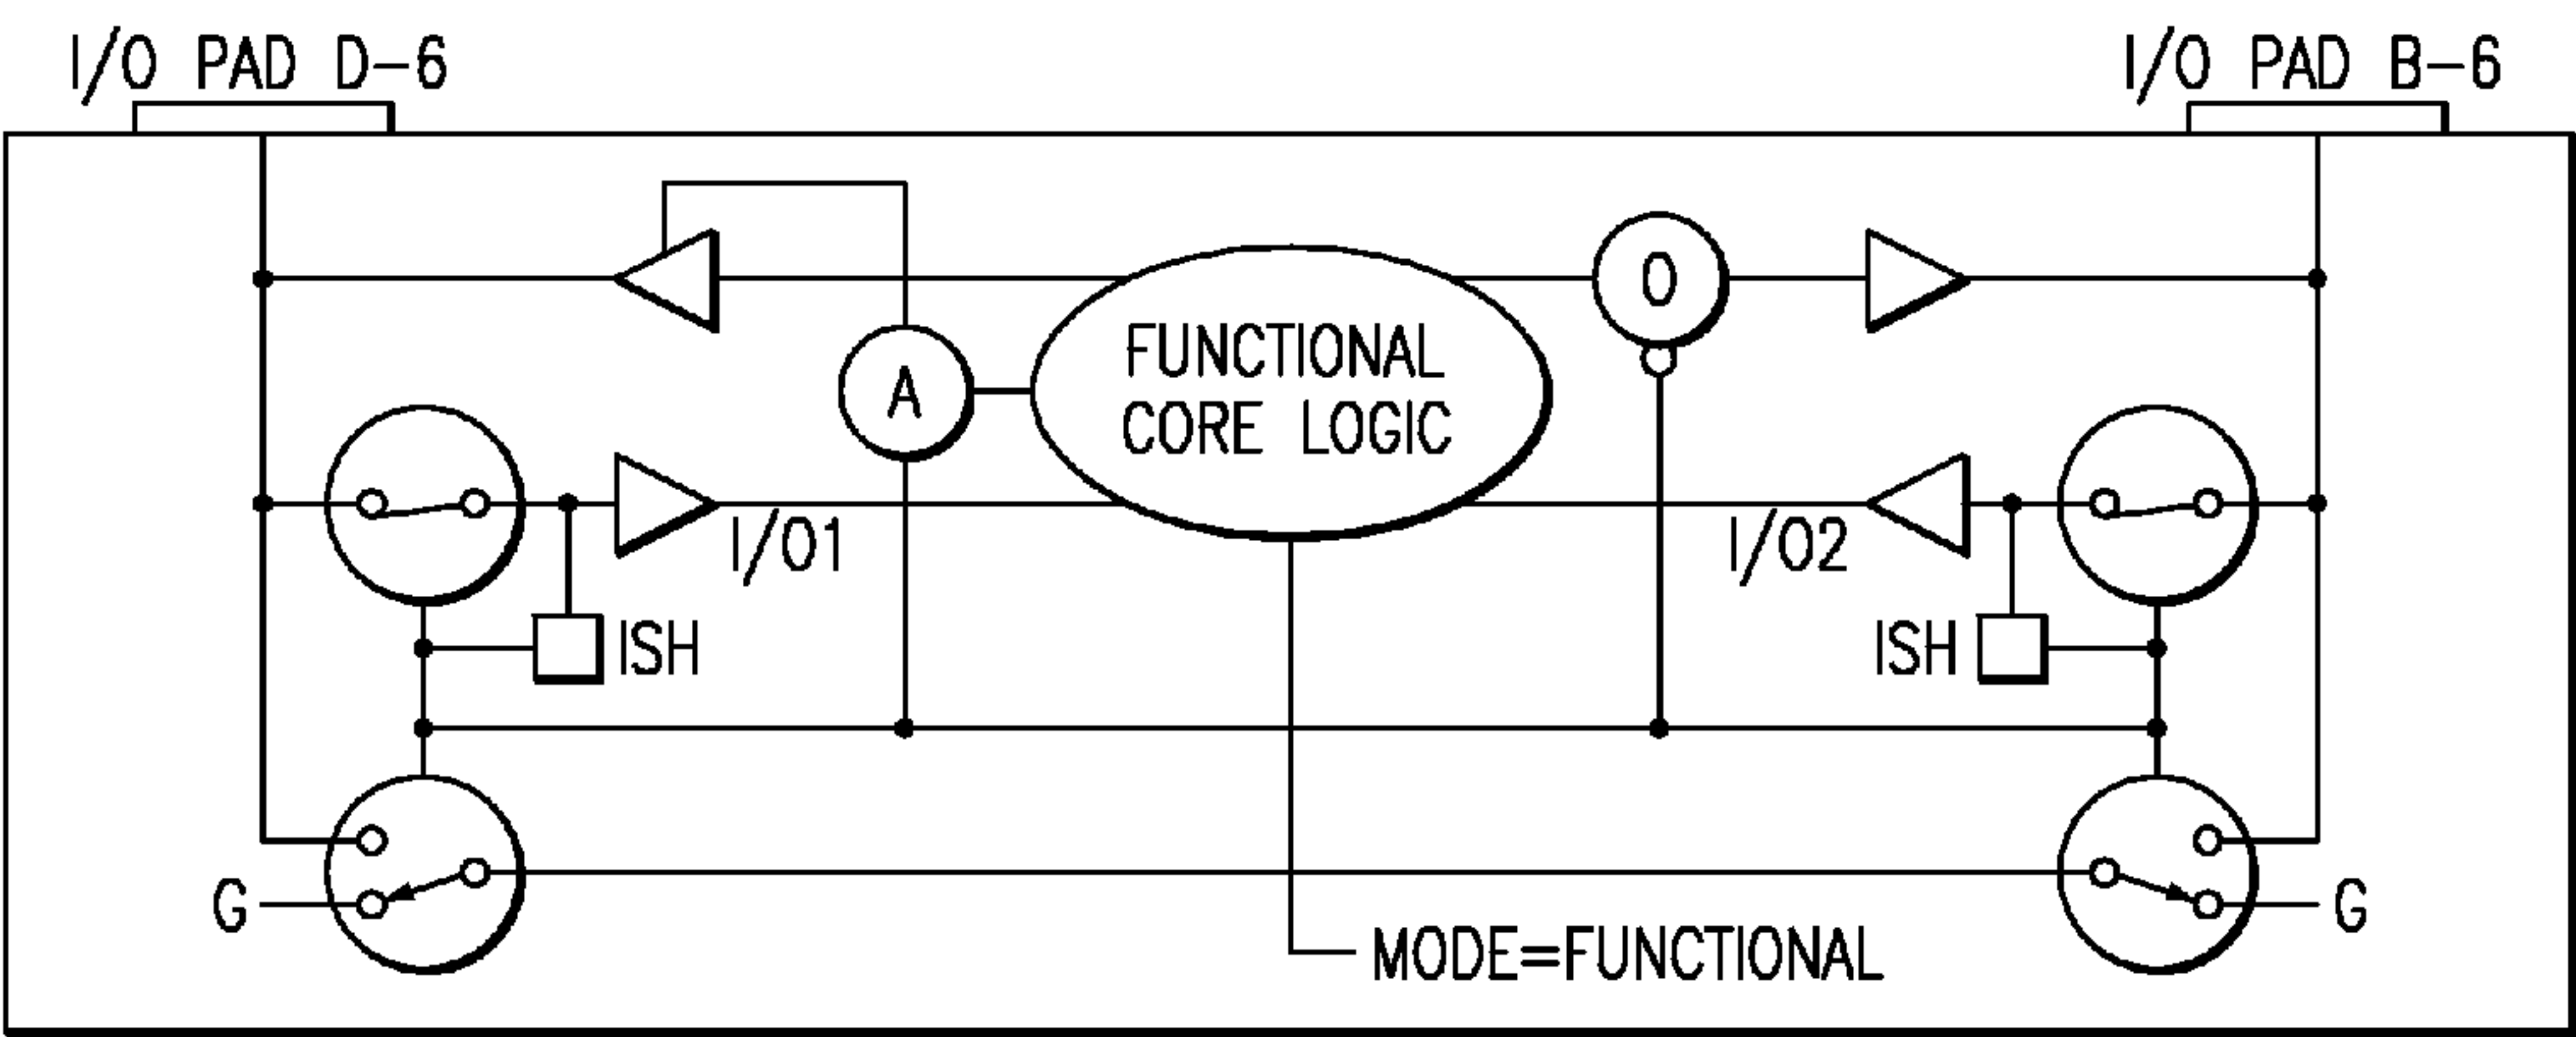 I/O PAD D-6
I/O PAD B-6
O
A
FUNCTIONAL
CORE LOGIC
I/O1
I/O2
ISH
ISH
G
G
MODE=FUNCTIONAL